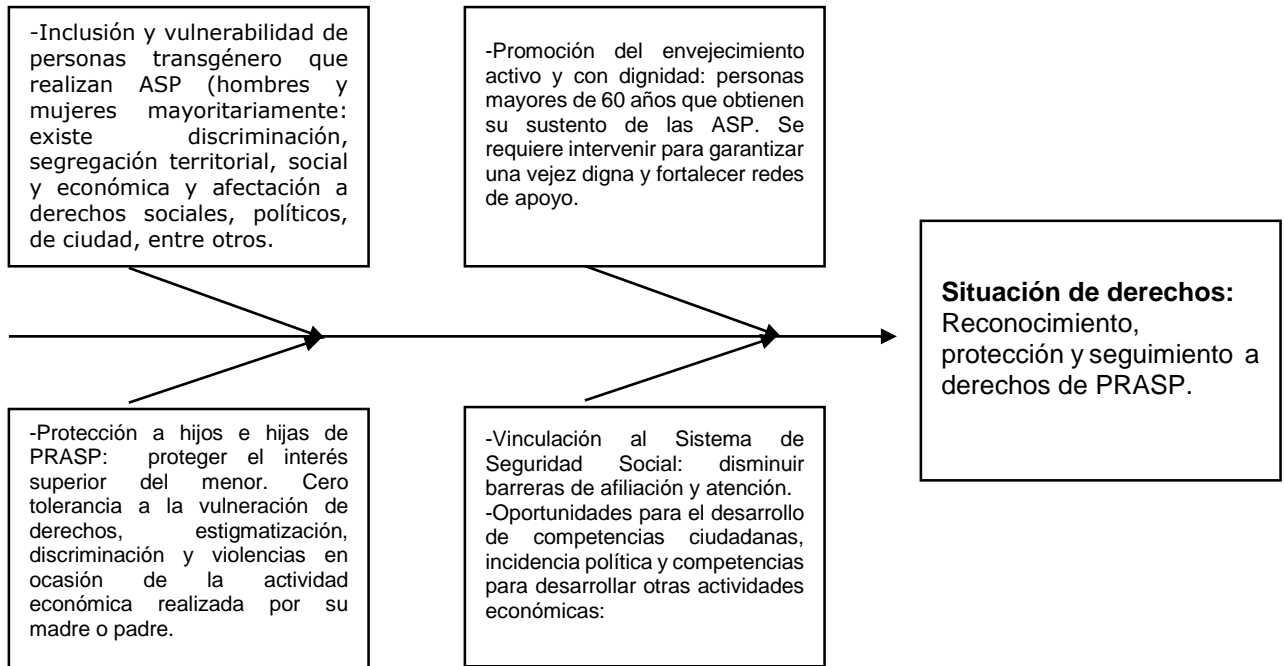 -Inclusión y vulnerabilidad de
personas transgénero que
realizan ASP (hombres y
mujeres mayoritariamente:
existe discriminación,
segregación territorial, social
y económica y afectación a
derechos sociales, políticos,
de ciudad, entre otros.
-Promoción del envejecimiento
activo y con dignidad: personas
mayores de 60 años que obtienen
su sustento de las ASP. Se
requiere intervenir para garantizar
una vejez digna y fortalecer redes
de apoyo.
Situación de derechos:
Reconocimiento,
protección y seguimiento a
derechos de PRASP.
-Protección a hijos e hijas de
PRASP: proteger el interés
superior del menor. Cero
tolerancia a la vulneración de
derechos, estigmatización,
discriminación y violencias en
ocasión de la actividad
económica realizada por su
madre o padre.
-Vinculación al Sistema de
Seguridad Social: disminuir
barreras de afiliación y atención.
-Oportunidades para el desarrollo
de competencias ciudadanas,
incidencia política y competencias
para desarrollar otras actividades
económicas: